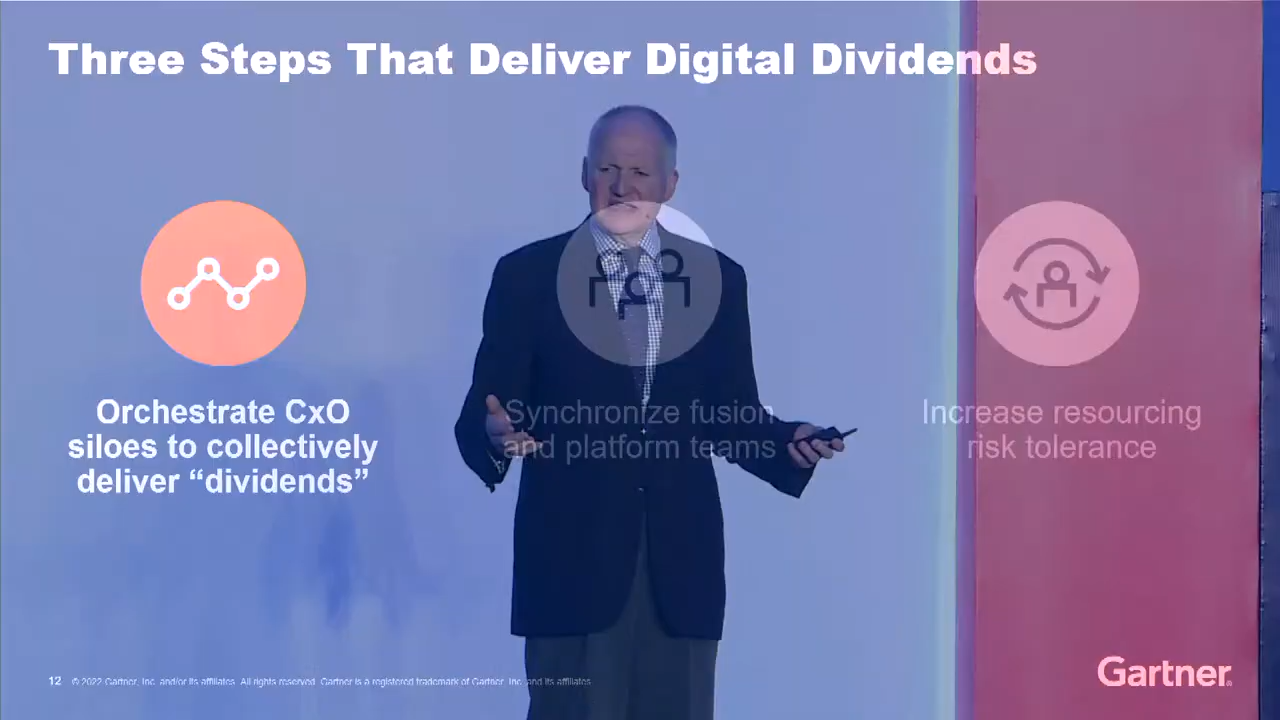 Three Steps That Deliver Digital Dividends
Orchestrate CxO
siloes to collectively
deliver “dividends”
Synchronize fusion
and platform teams
Increase resourcing
risk tolerance
12 © 2022 Gartner, Inc. and/or its affiliates. All rights reserved. Gartner is a registered trademark of Gartner, Inc. and its affiliates.
Gartner®